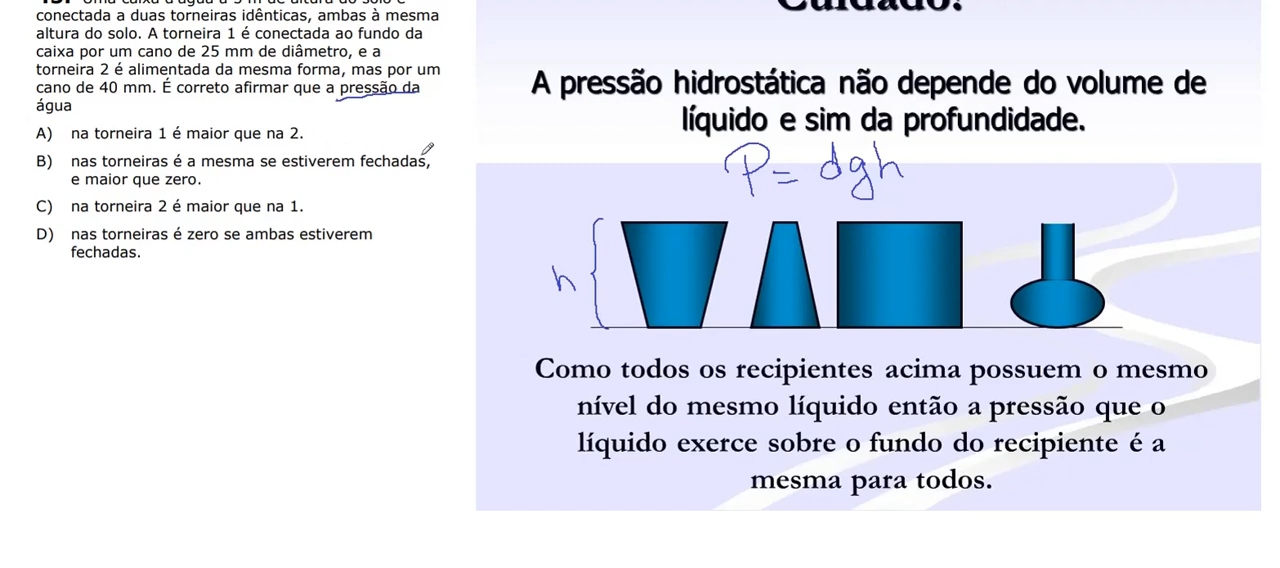 conectada a duas torneiras idênticas, ambas à mesma
altura do solo. A torneira 1 é conectada ao fundo da
caixa por um cano de 25 mm de diâmetro, e a
torneira 2 é alimentada da mesma forma, mas por um
cano de 40 mm. É correto afirmar que a pressão da
água
A) na torneira 1 é maior que na 2.
B) nas torneiras é a mesma se estiverem fechadas,
e maior que zero.
C) na torneira 2 é maior que na 1.
D) nas torneiras é zero se ambas estiverem
fechadas.
Cuidado!
A pressão hidrostática não depende do volume de
líquido e sim da profundidade.
P = dgh
h
Como todos os recipientes acima possuem o mesmo
nível do mesmo líquido então a pressão que o
líquido exerce sobre o fundo do recipiente é a
mesma para todos.